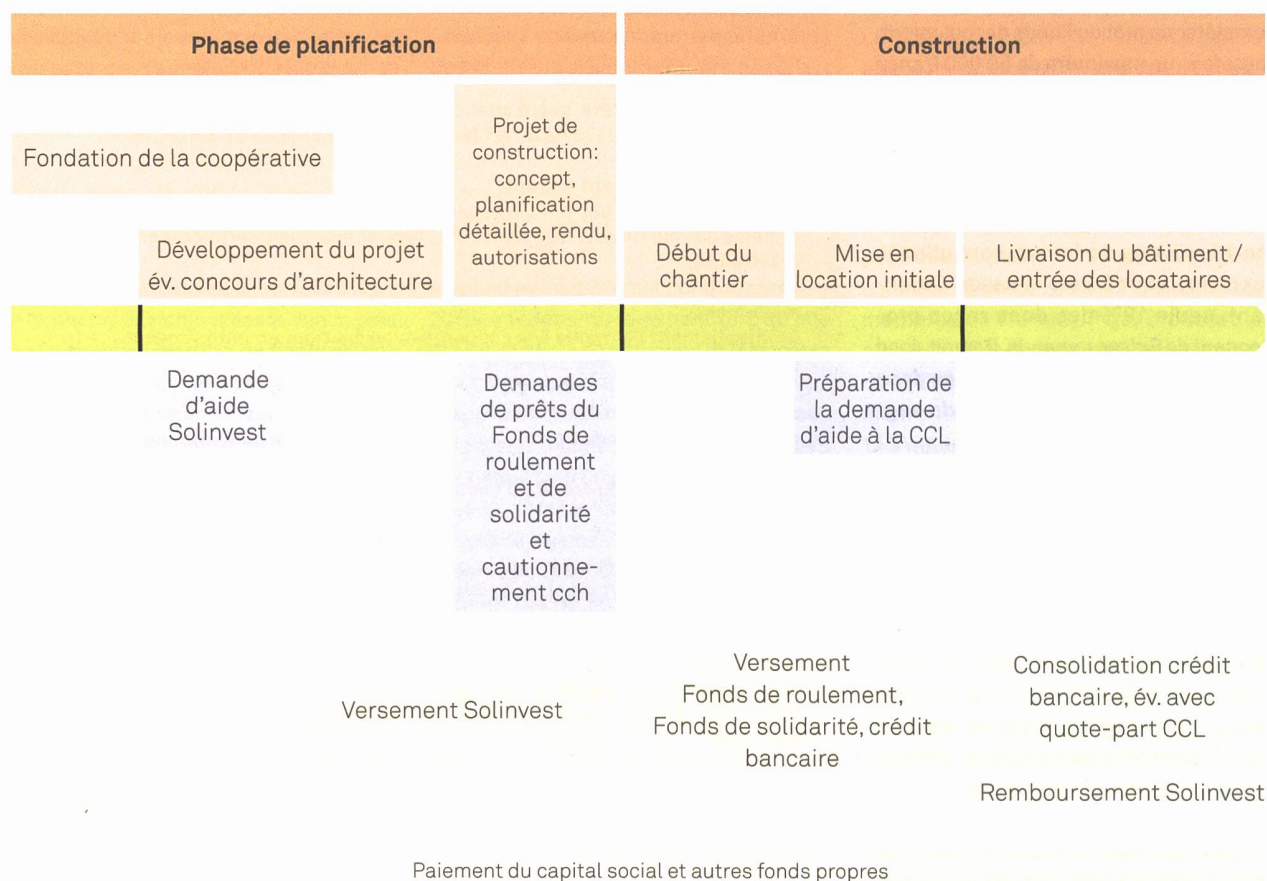 Phase de planification
Construction
Fondation de la coopérative
Projet de
construction:
concept,
planification
détaillée, rendu,
autorisations
Développement du projet
év. concours d'architecture
Début du
chantier
Mise en
location initiale
Livraison du bâtiment /
entrée des locataires
Demande
d'aide
Solinvest
Demandes
de prêts du
Fonds de
roulement
et de
solidarité
et
cautionne-
ment cch
Préparation de
la demande
d'aide à la CCL
Versement Solinvest
Versement
Fonds de roulement,
Fonds de solidarité, crédit
bancaire
Consolidation crédit
bancaire, év. avec
quote-part CCL
Remboursement Solinvest
Paiement du capital social et autres fonds propres